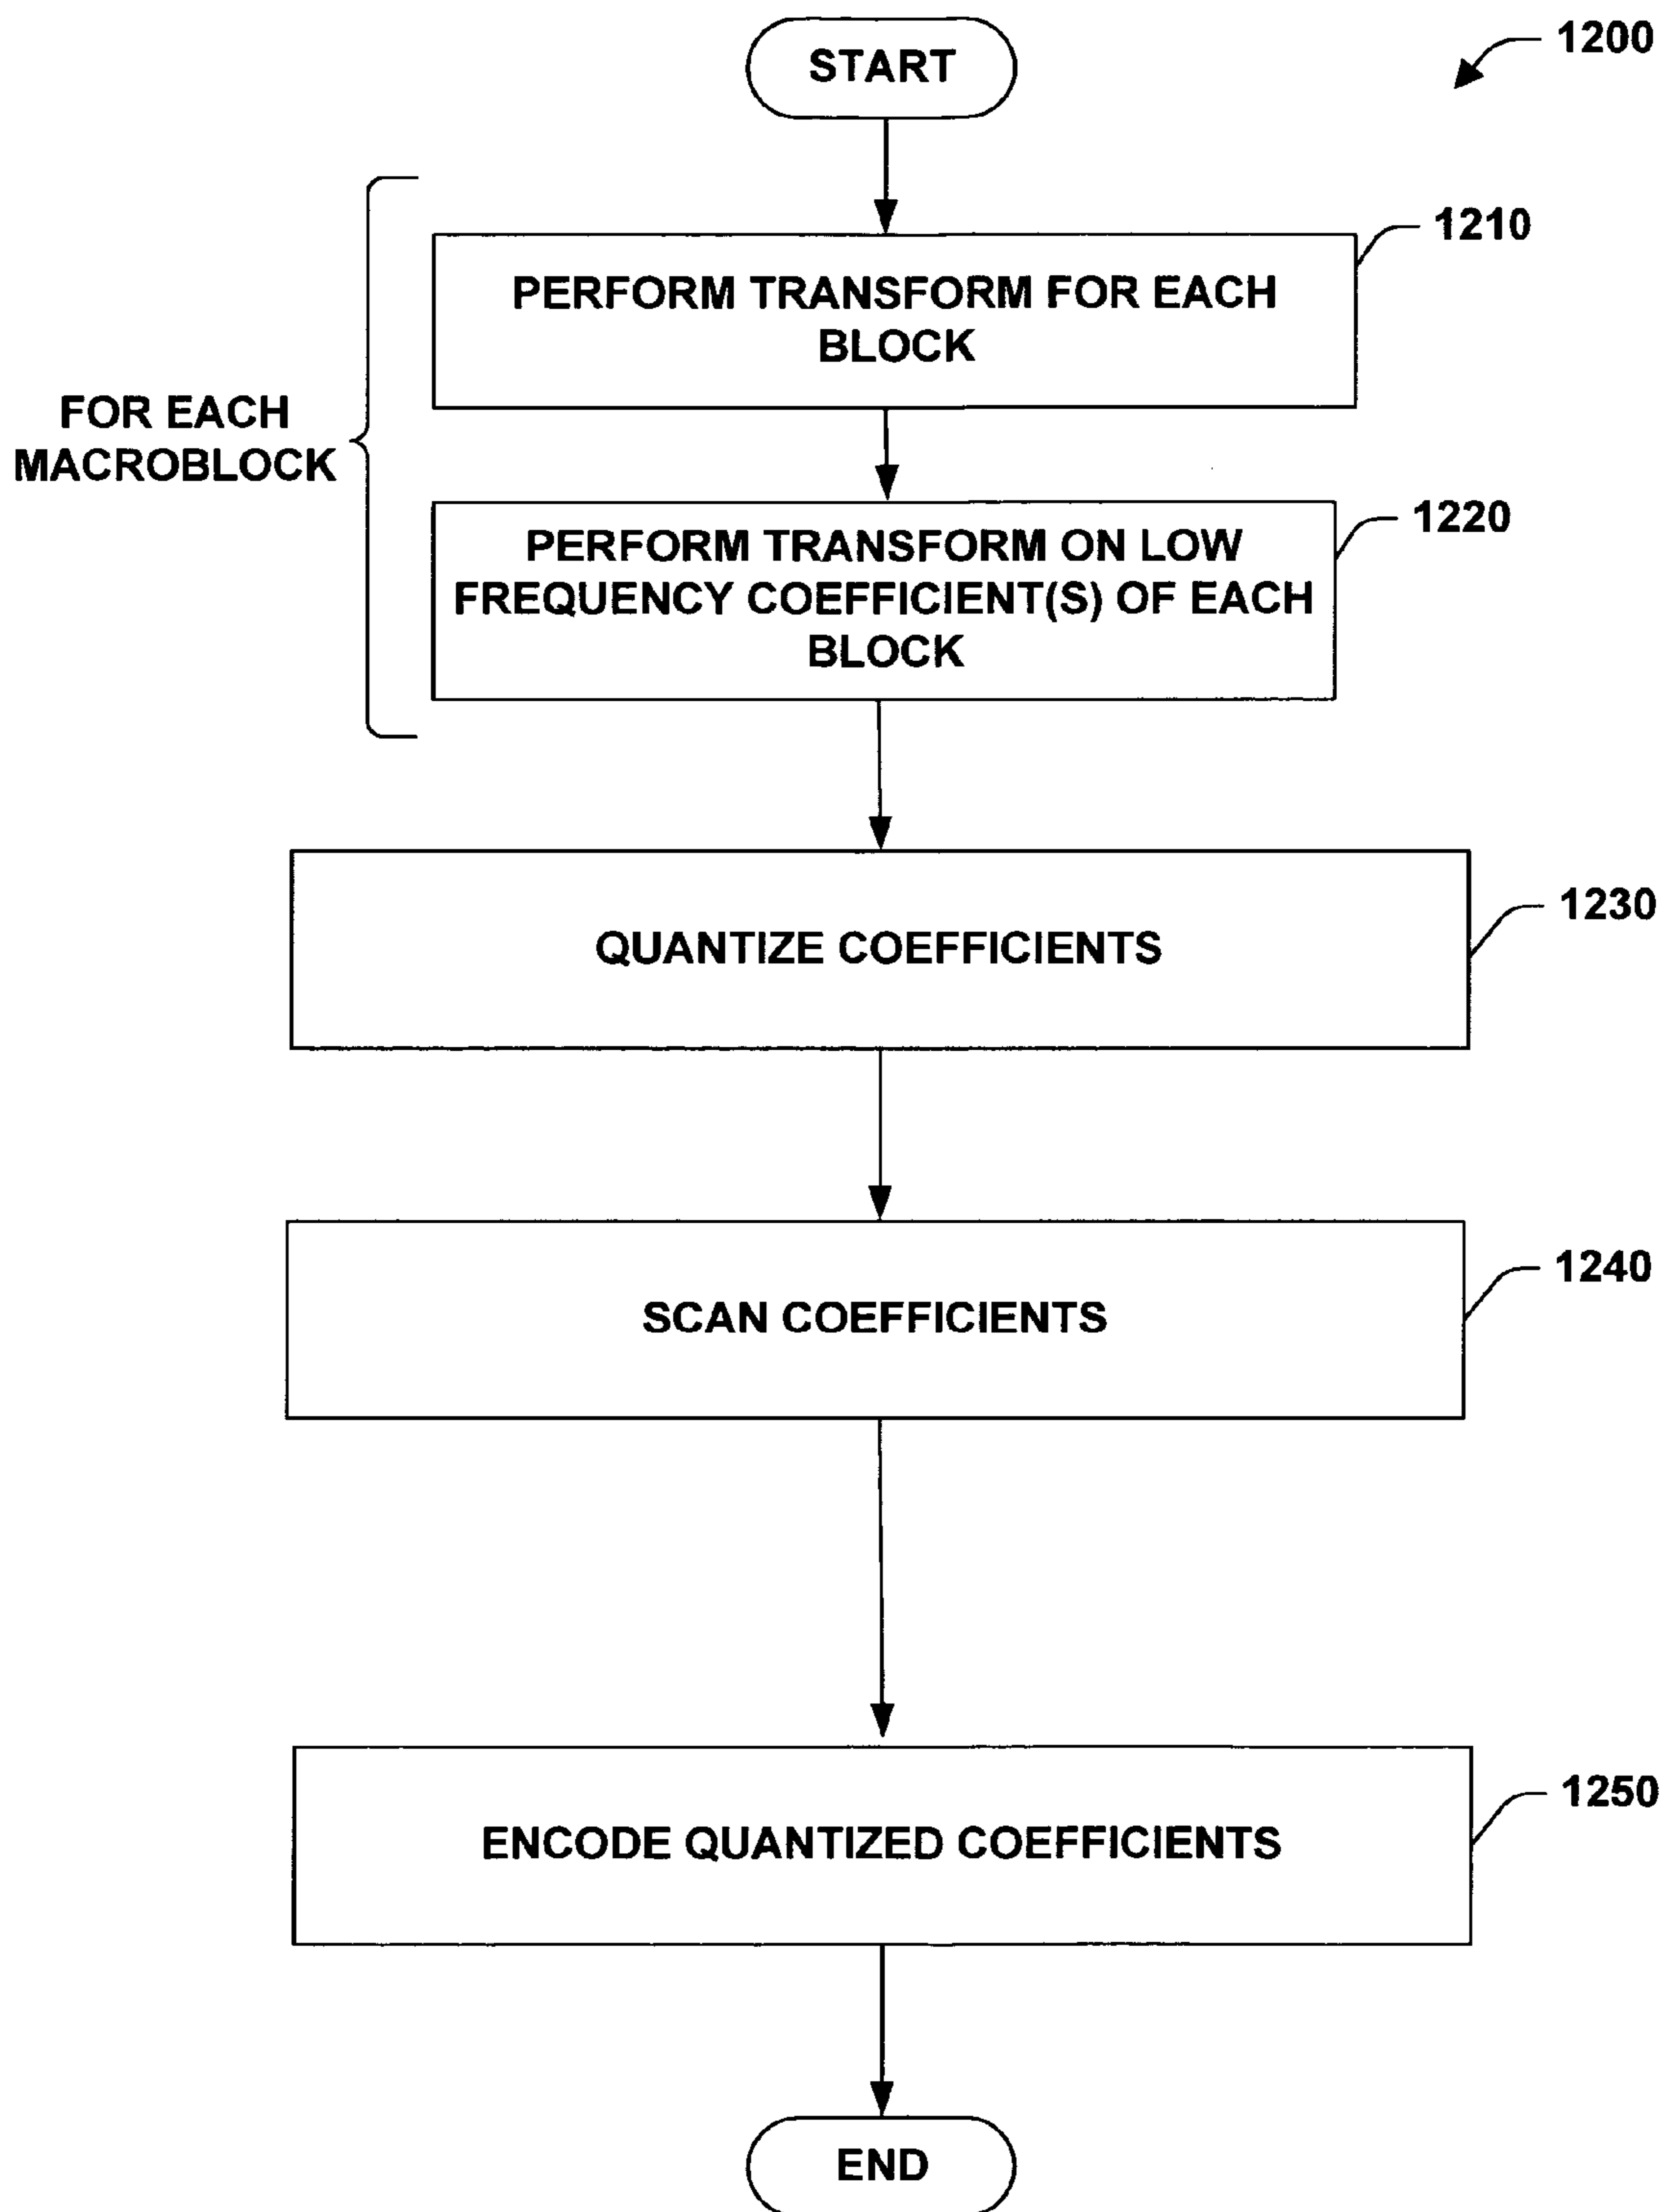 START
1200
1210
PERFORM TRANSFORM FOR EACH
BLOCK
FOR EACH
MACROBLOCK
1220
PERFORM TRANSFORM ON LOW
FREQUENCY COEFFICIENT(S) OF EACH
BLOCK
1230
QUANTIZE COEFFICIENTS
1240
SCAN COEFFICIENTS
1250
ENCODE QUANTIZED COEFFICIENTS
END